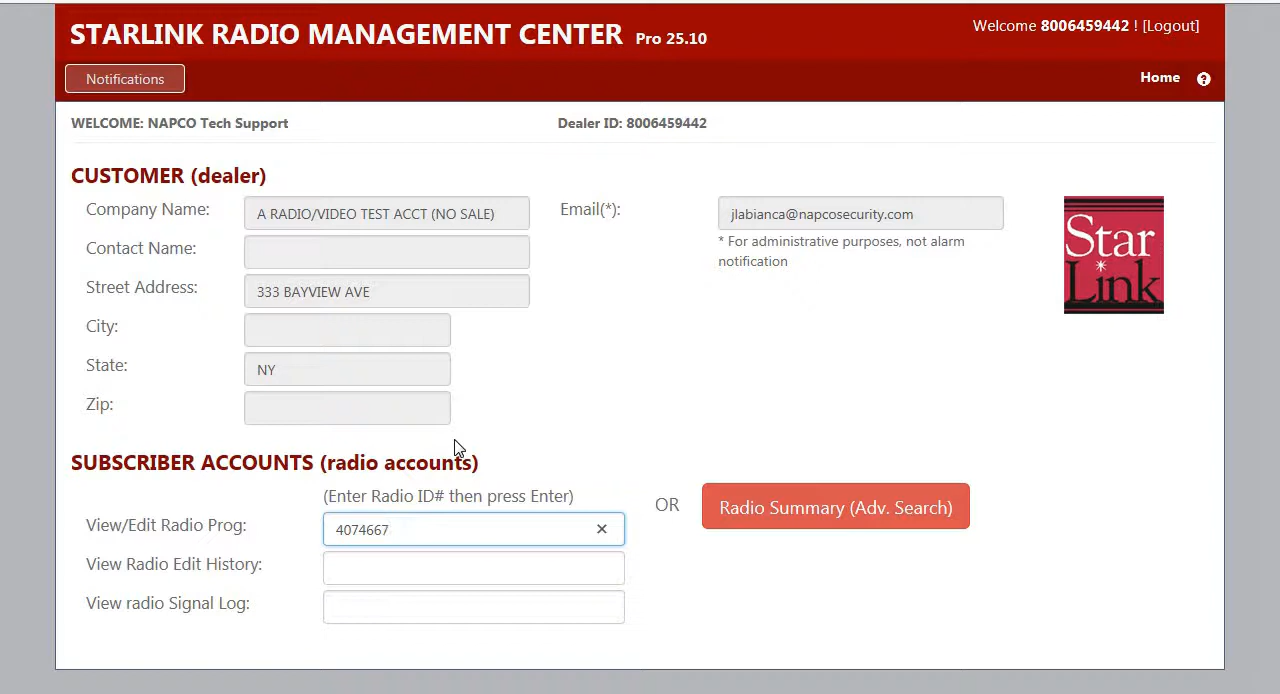 STARLINK RADIO MANAGEMENT CENTER Pro 25.10
Welcome 8006459442 ! [Logout]
Notifications
Home ?
WELCOME: NAPCO Tech Support
Dealer ID: 8006459442
CUSTOMER (dealer)
Company Name: A RADIO/VIDEO TEST ACCT (NO SALE)
Email(*): jlabianca@napcosecurity.com
* For administrative purposes, not alarm
notification
Contact Name:
Street Address: 333 BAYVIEW AVE
City:
State: NY
Zip:
Star
Link
SUBSCRIBER ACCOUNTS (radio accounts)
(Enter Radio ID# then press Enter)
View/Edit Radio Prog: 4074667
OR
Radio Summary (Adv. Search)
View Radio Edit History:
View radio Signal Log: